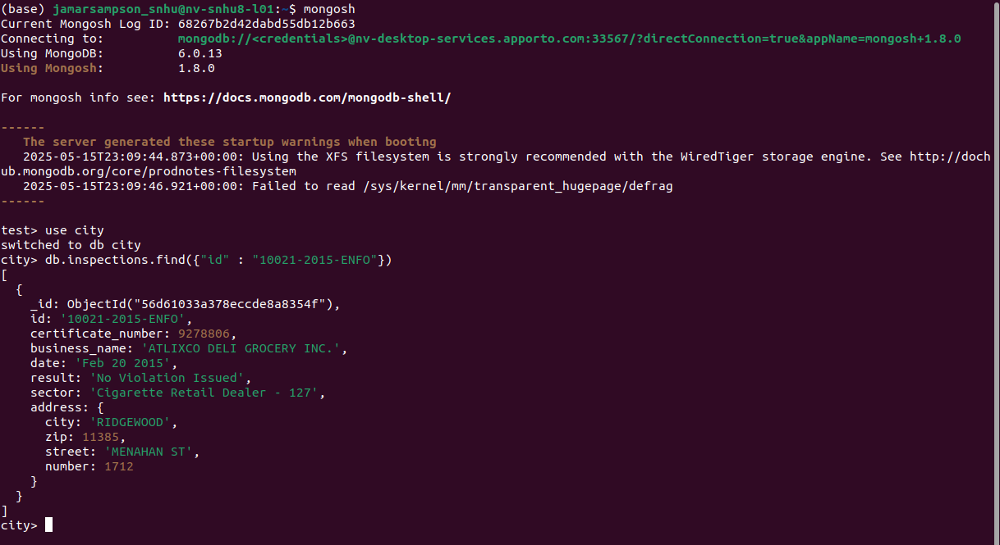 (base) jamarsampson_snhu@nv-snhu8-l01:~$ mongosh
Current Mongosh Log ID: 68267b2d42dabd55db12b663
Connecting to:          mongodb://<credentials>@nv-desktop-services.apporto.com:33567/?directConnection=true&appName=mongosh+1.8.0
Using MongoDB:          6.0.13
Using Mongosh:          1.8.0
For mongosh info see: https://docs.mongodb.com/mongodb-shell/
------
   The server generated these startup warnings when booting
   2025-05-15T23:09:44.873+00:00: Using the XFS filesystem is strongly recommended with the WiredTiger storage engine. See http://doch
ub.mongodb.org/core/prodnotes-filesystem
   2025-05-15T23:09:46.921+00:00: Failed to read /sys/kernel/mm/transparent_hugepage/defrag
------
test> use city
switched to db city
city> db.inspections.find({"id" : "10021-2015-ENFO"})
[
  {
    _id: ObjectId("56d61033a378eccde8a8354f"),
    id: '10021-2015-ENFO',
    certificate_number: 9278806,
    business_name: 'ATLIXCO DELI GROCERY INC.',
    date: 'Feb 20 2015',
    result: 'No Violation Issued',
    sector: 'Cigarette Retail Dealer - 127',
    address: {
      city: 'RIDGEWOOD',
      zip: 11385,
      street: 'MENAHAN ST',
      number: 1712
    }
  }
]
city>